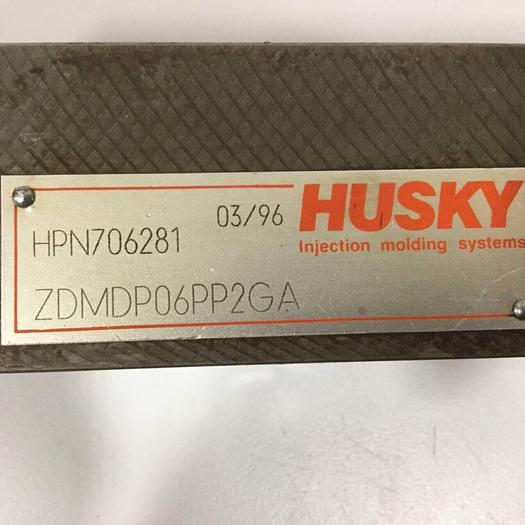 03/96 HUSKY
HPN706281
Injection molding systems
ZDMDP06PP2GA